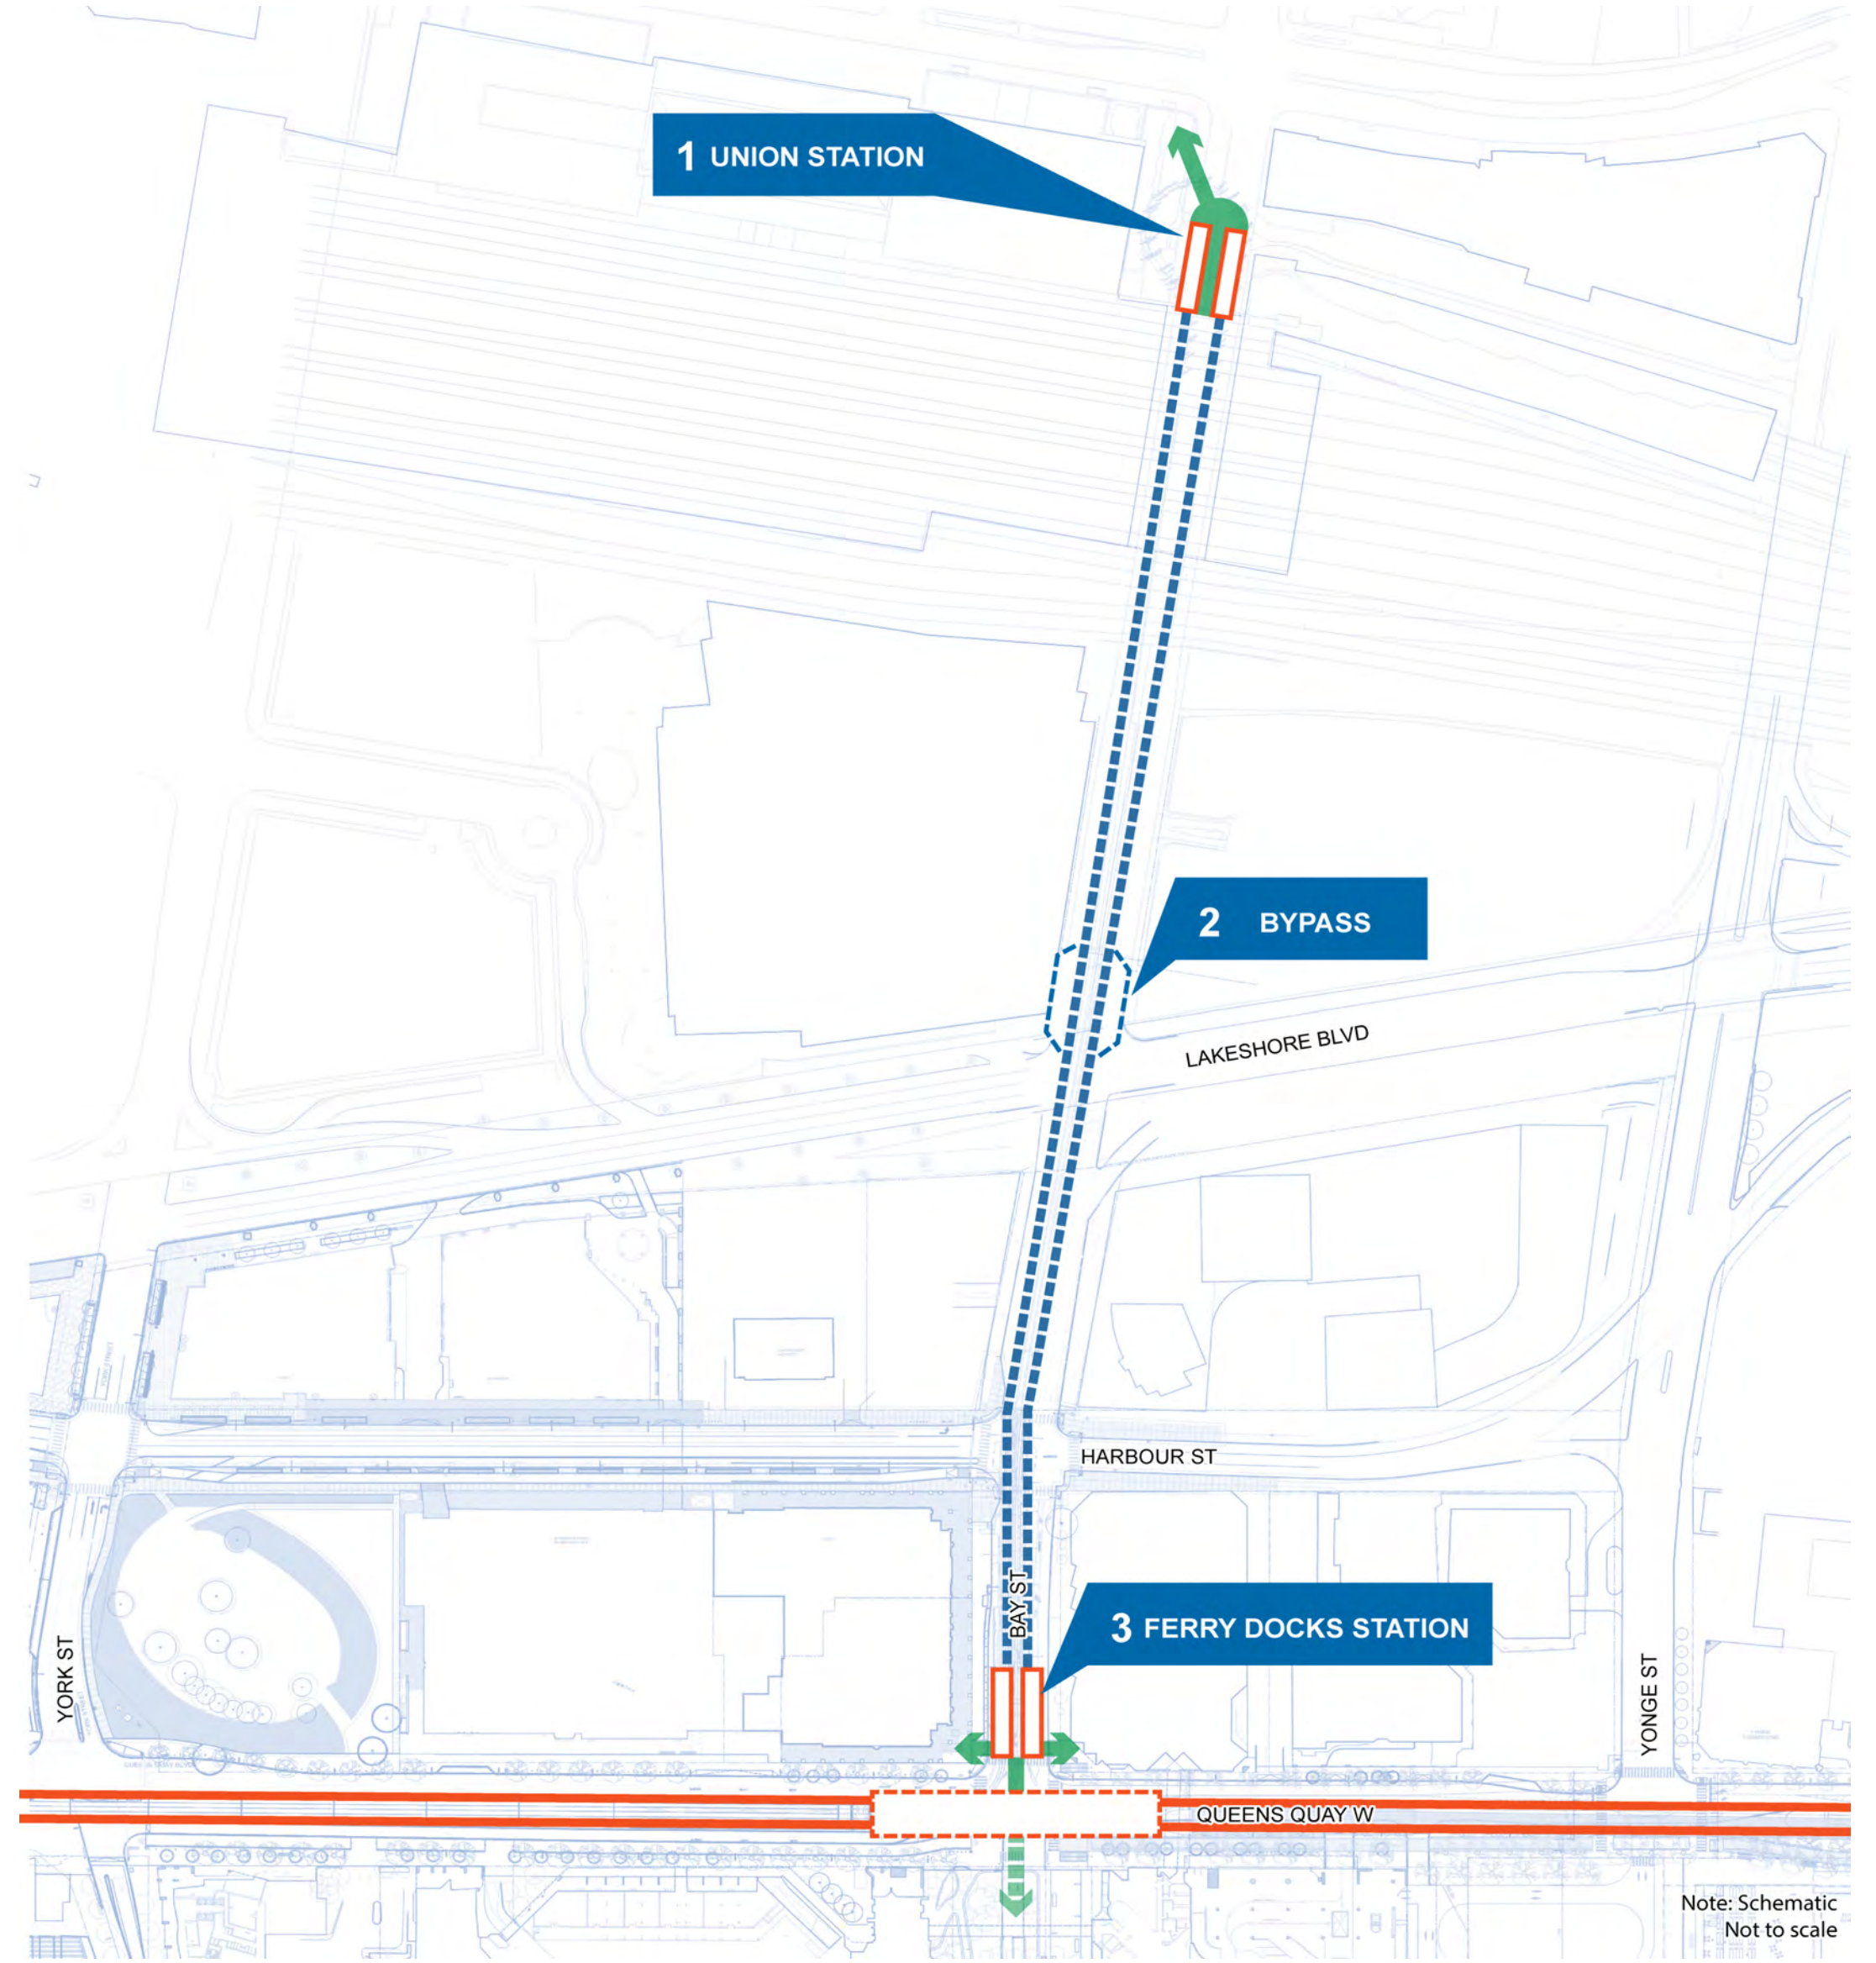 1 UNION STATION
2 BYPASS
LAKESHORE BLVD
HARBOUR ST
BAY ST
3 FERRY DOCKS STATION
YORK ST
YONGE ST
QUEENS QUAY W
Note: Schematic
Not to scale